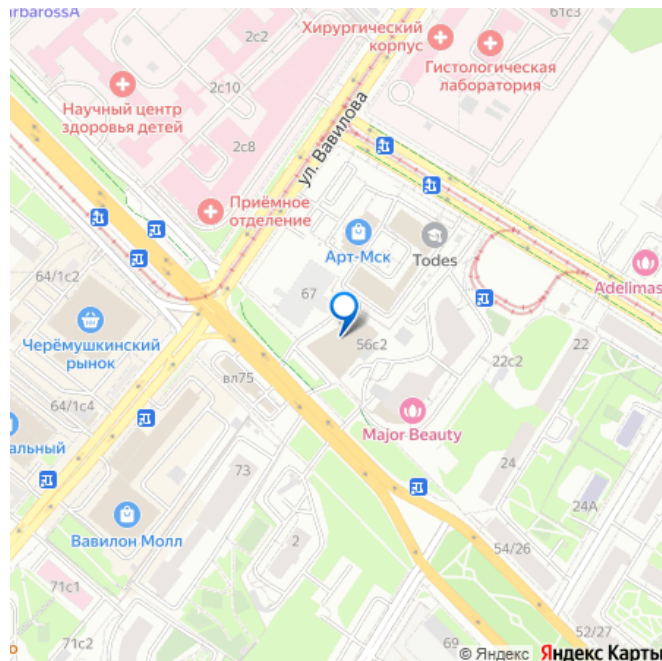 arbarossA
2с2
Хирургический
корпус
61с3
Гистологическая
лаборатория
2с10
Научный центр
здоровья детей
2с8
ул. Вавилова
Приёмное
отделение
Арт-Мск
Todes
Adelimas
64/1с2
67
Черёмушкинский
рынок
56с2
22с2
22
вл75
64/1с4
Major Beauty
альный
73
24
24А
Вавилон Молл
2
54/26
71с1
71с2
69
52/27
о
© Яндекс Яндекс Карты